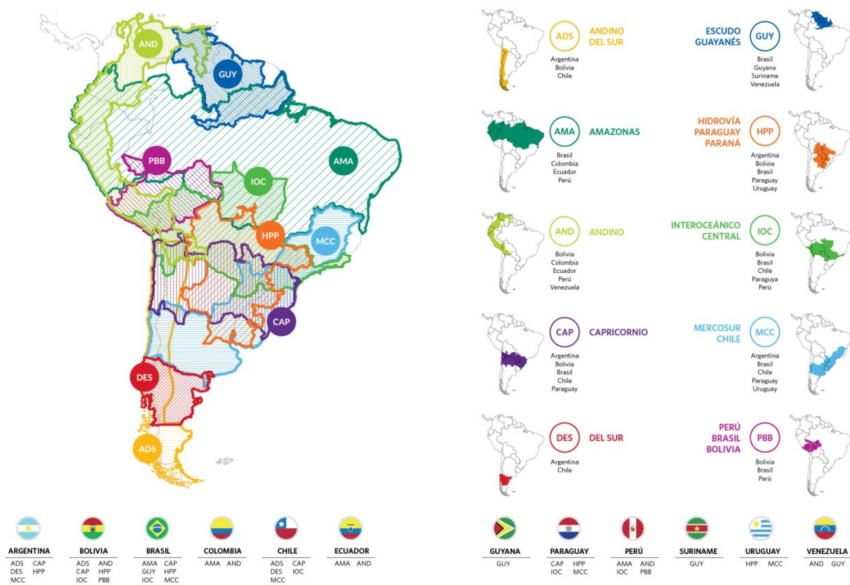 AND
GUY
PBB
AMA
IOC
HPP
MCC
CAP
DES
ADS
ADS
ANDINO
DEL SUR
Argentina
Bolivia
Chile
ESCUDO
GUAYANÉS
GUY
Brasil
Guyana
Suriname
Venezuela
AMA
AMAZONAS
Brasil
Colombia
Ecuador
Perú
HIDROVÍA
PARAGUAY
PARANÁ
HPP
Argentina
Bolivia
Brasil
Paraguay
Uruguay
AND
ANDINO
Bolivia
Colombia
Ecuador
Perú
Venezuela
INTEROCEÁNICO
CENTRAL
IOC
Bolivia
Brasil
Chile
Paraguya
Perú
CAP
CAPRICORNIO
Argentina
Bolivia
Brasil
Chile
Paraguay
MERCOSUR
CHILE
MCC
Argentina
Brasil
Chile
Paraguay
Uruguay
DES
DEL SUR
Argentina
Chile
PERÚ
BRASIL
BOLIVIA
PBB
Bolivia
Brasil
Perú
ARGENTINA
ADS CAP
DES HPP
MCC
BOLIVIA
ADS AND
CAP HPP
IOC PBB
BRASIL
AMA CAP
GUY HPP
IOC MCC
COLOMBIA
AMA AND
CHILE
ADS CAP
DES IOC
MCC
ECUADOR
AMA AND
GUYANA
GUY
PARAGUAY
CAP HPP
IOC MCC
PERÚ
AMA AND
IOC PBB
SURINAME
GUY
URUGUAY
HPP MCC
VENEZUELA
AND GUY